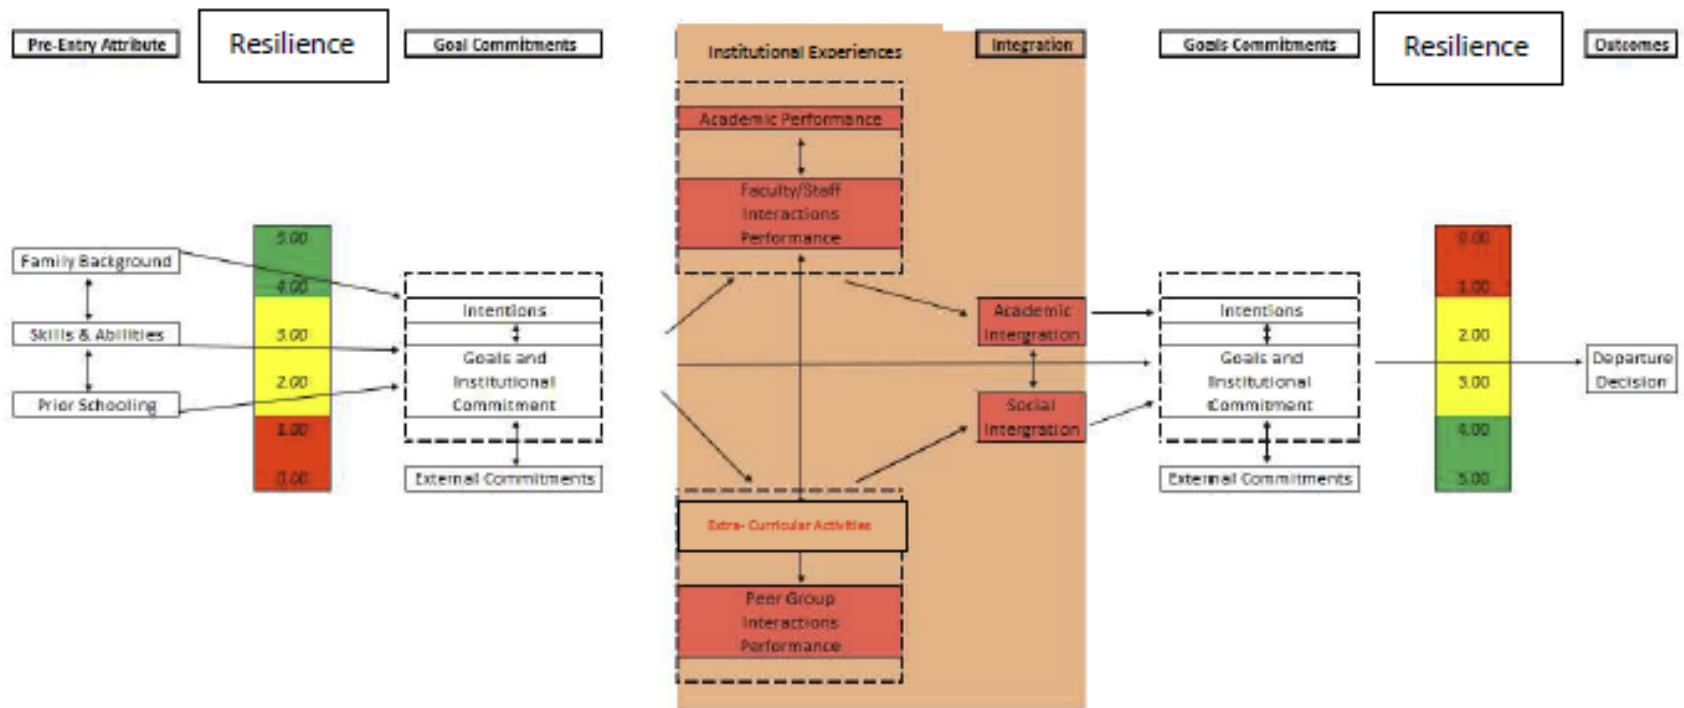 Pre-Entry Attribute
Resilience
Goal Commitments
Institutional Experiences
Integration
Goals Commitments
Resilience
Outcomes
Family Background
Skills & Abilities
Prior Schooling
5.00
4.00
3.00
2.00
1.00
0.00
Intentions
Goals and
Institutional
Commitment
External Commitments
Academic Performance
Faculty/Staff
Interactions
Performance
Extra- Curricular Activities
Peer Group
Interactions
Performance
Academic
Intergration
Social
Intergration
Intentions
Goals and
Institutional
Commitment
External Commitments
0.00
1.00
2.00
3.00
4.00
5.00
Departure
Decision